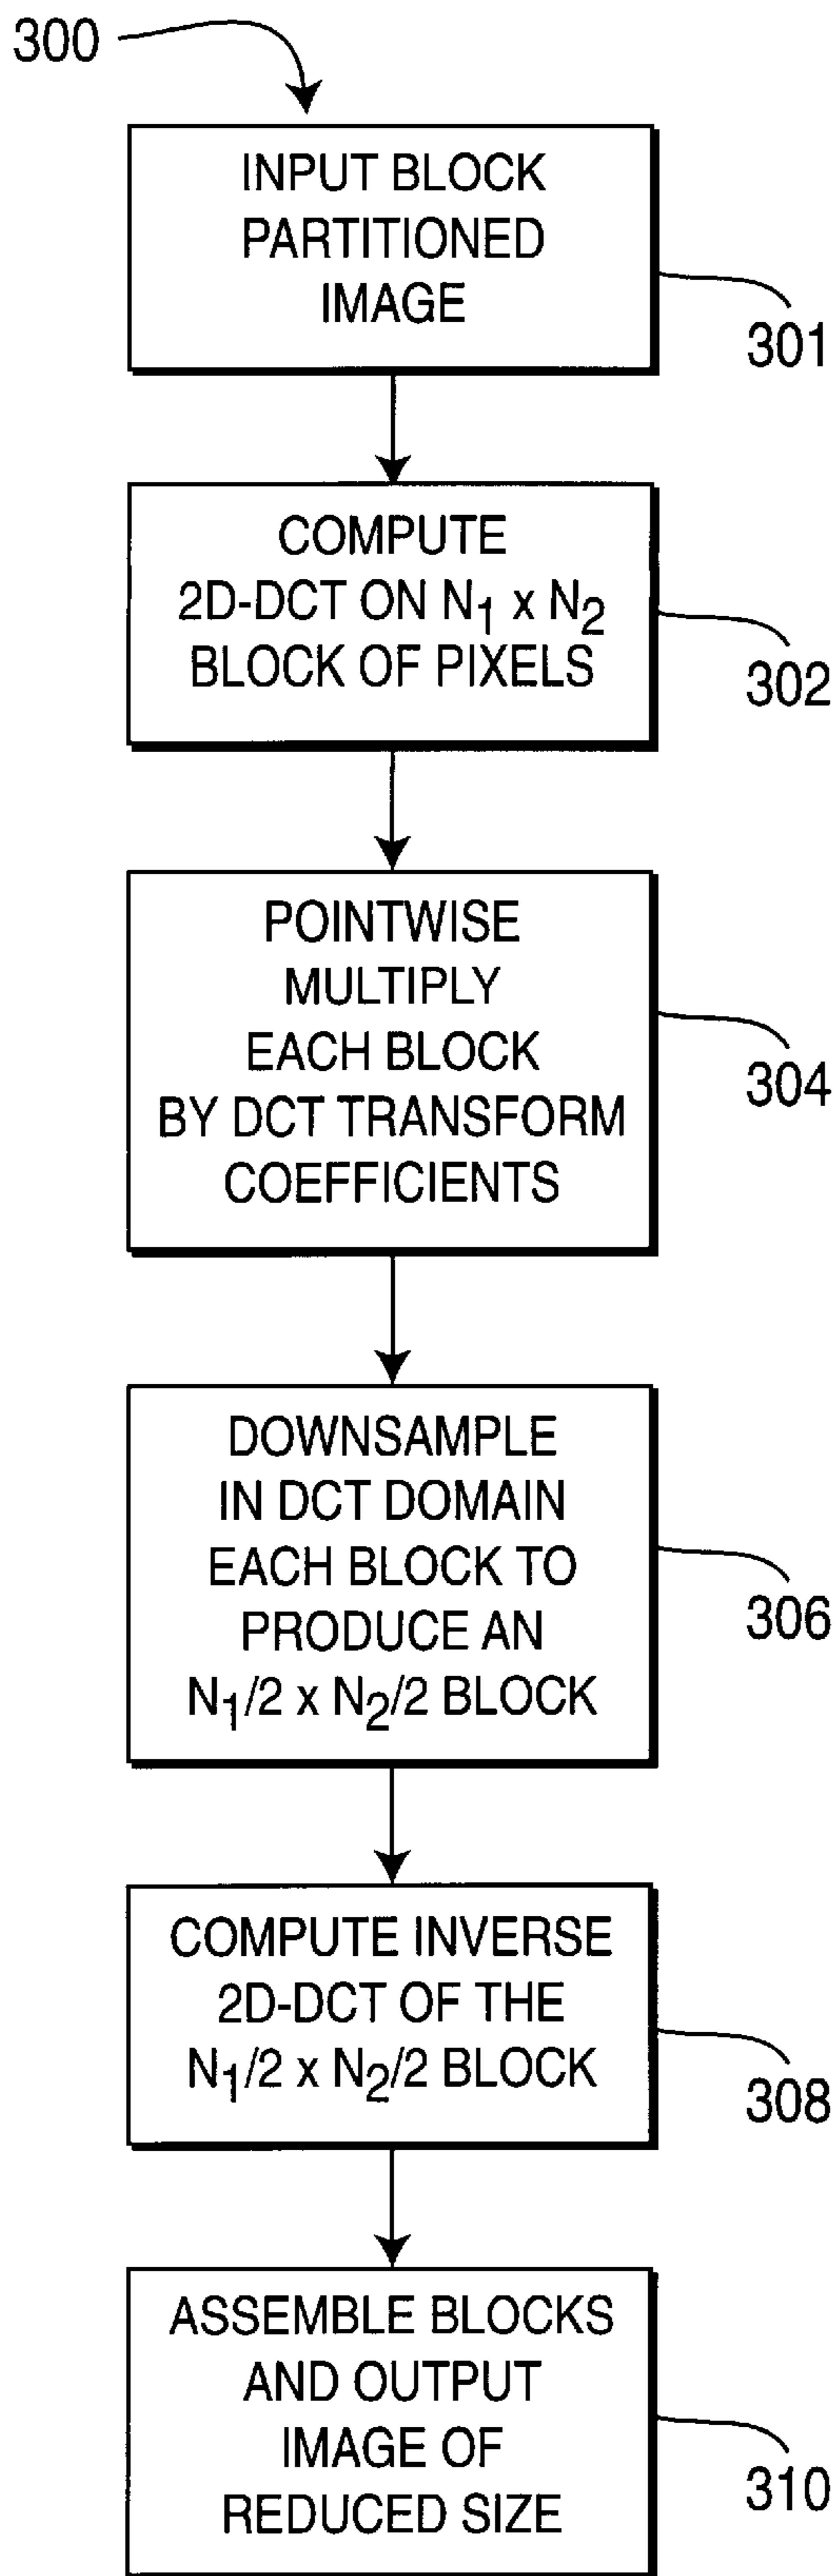 300
INPUT BLOCK
PARTITIONED
IMAGE
301
COMPUTE
2D-DCT ON N₁ x N₂
BLOCK OF PIXELS
302
POINTWISE
MULTIPLY
EACH BLOCK
BY DCT TRANSFORM
COEFFICIENTS
304
DOWNSAMPLE
IN DCT DOMAIN
EACH BLOCK TO
PRODUCE AN
N₁/2 x N₂/2 BLOCK
306
COMPUTE INVERSE
2D-DCT OF THE
N₁/2 x N₂/2 BLOCK
308
ASSEMBLE BLOCKS
AND OUTPUT
IMAGE OF
REDUCED SIZE
310